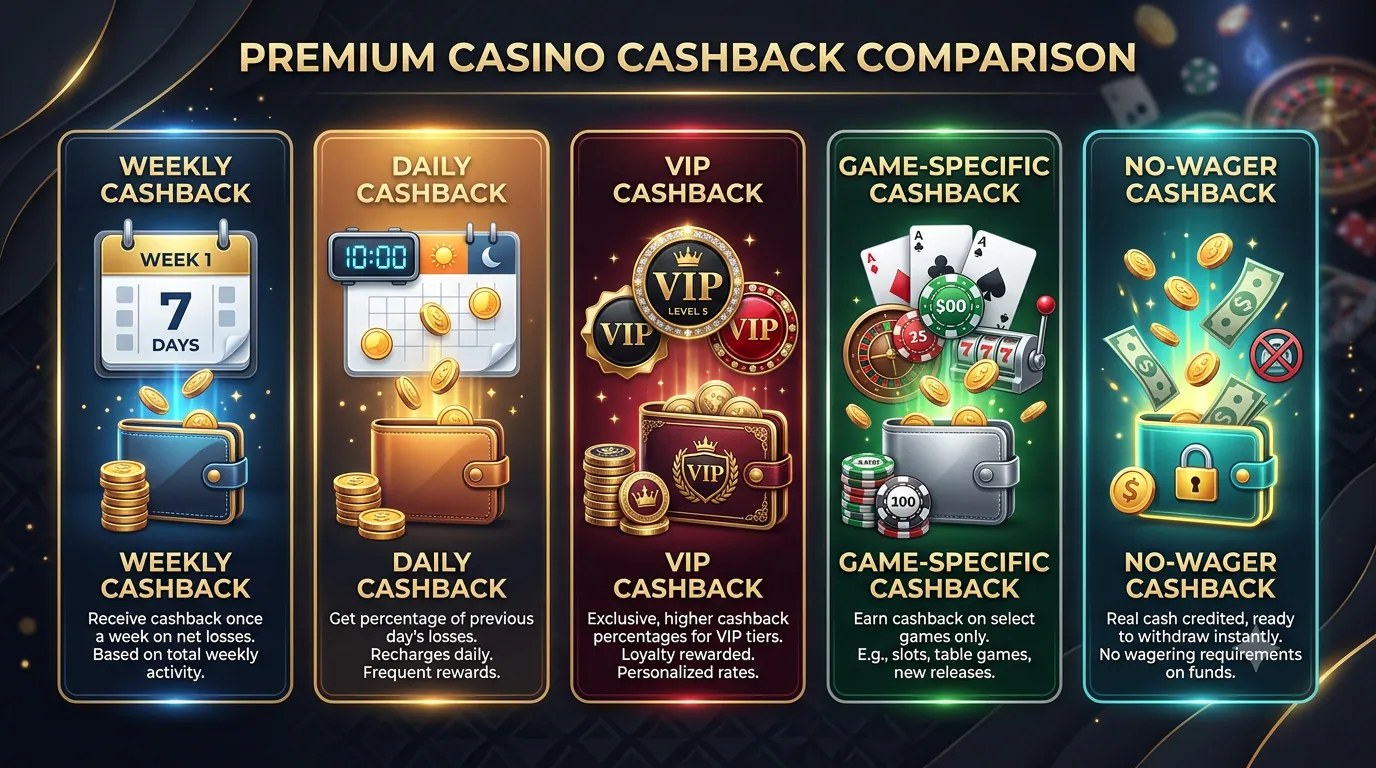 PREMIUM CASINO CASHBACK COMPARISON
WEEKLY
CASHBACK
WEEK 1
7
DAYS
WEEKLY
CASHBACK
Receive cashback once
a week on net losses.
Based on total weekly
activity.
DAILY
CASHBACK
10:00
DAILY
CASHBACK
Get percentage of previous
day's losses.
Recharges daily.
Frequent rewards.
VIP
CASHBACK
VIP
LEVEL 5
VIP
VIP
VIP
VIP
CASHBACK
Exclusive, higher cashback
percentages for VIP tiers.
Loyalty rewarded.
Personalized rates.
GAME-SPECIFIC
CASHBACK
A
A
A
$00
25
7 7 7
100
GAME-SPECIFIC
CASHBACK
Earn cashback on select
games only.
E.g., slots, table games,
new releases.
NO-WAGER
CASHBACK
$
NO-WAGER
CASHBACK
Real cash credited, ready
to withdraw instantly.
No wagering requirements
on funds.